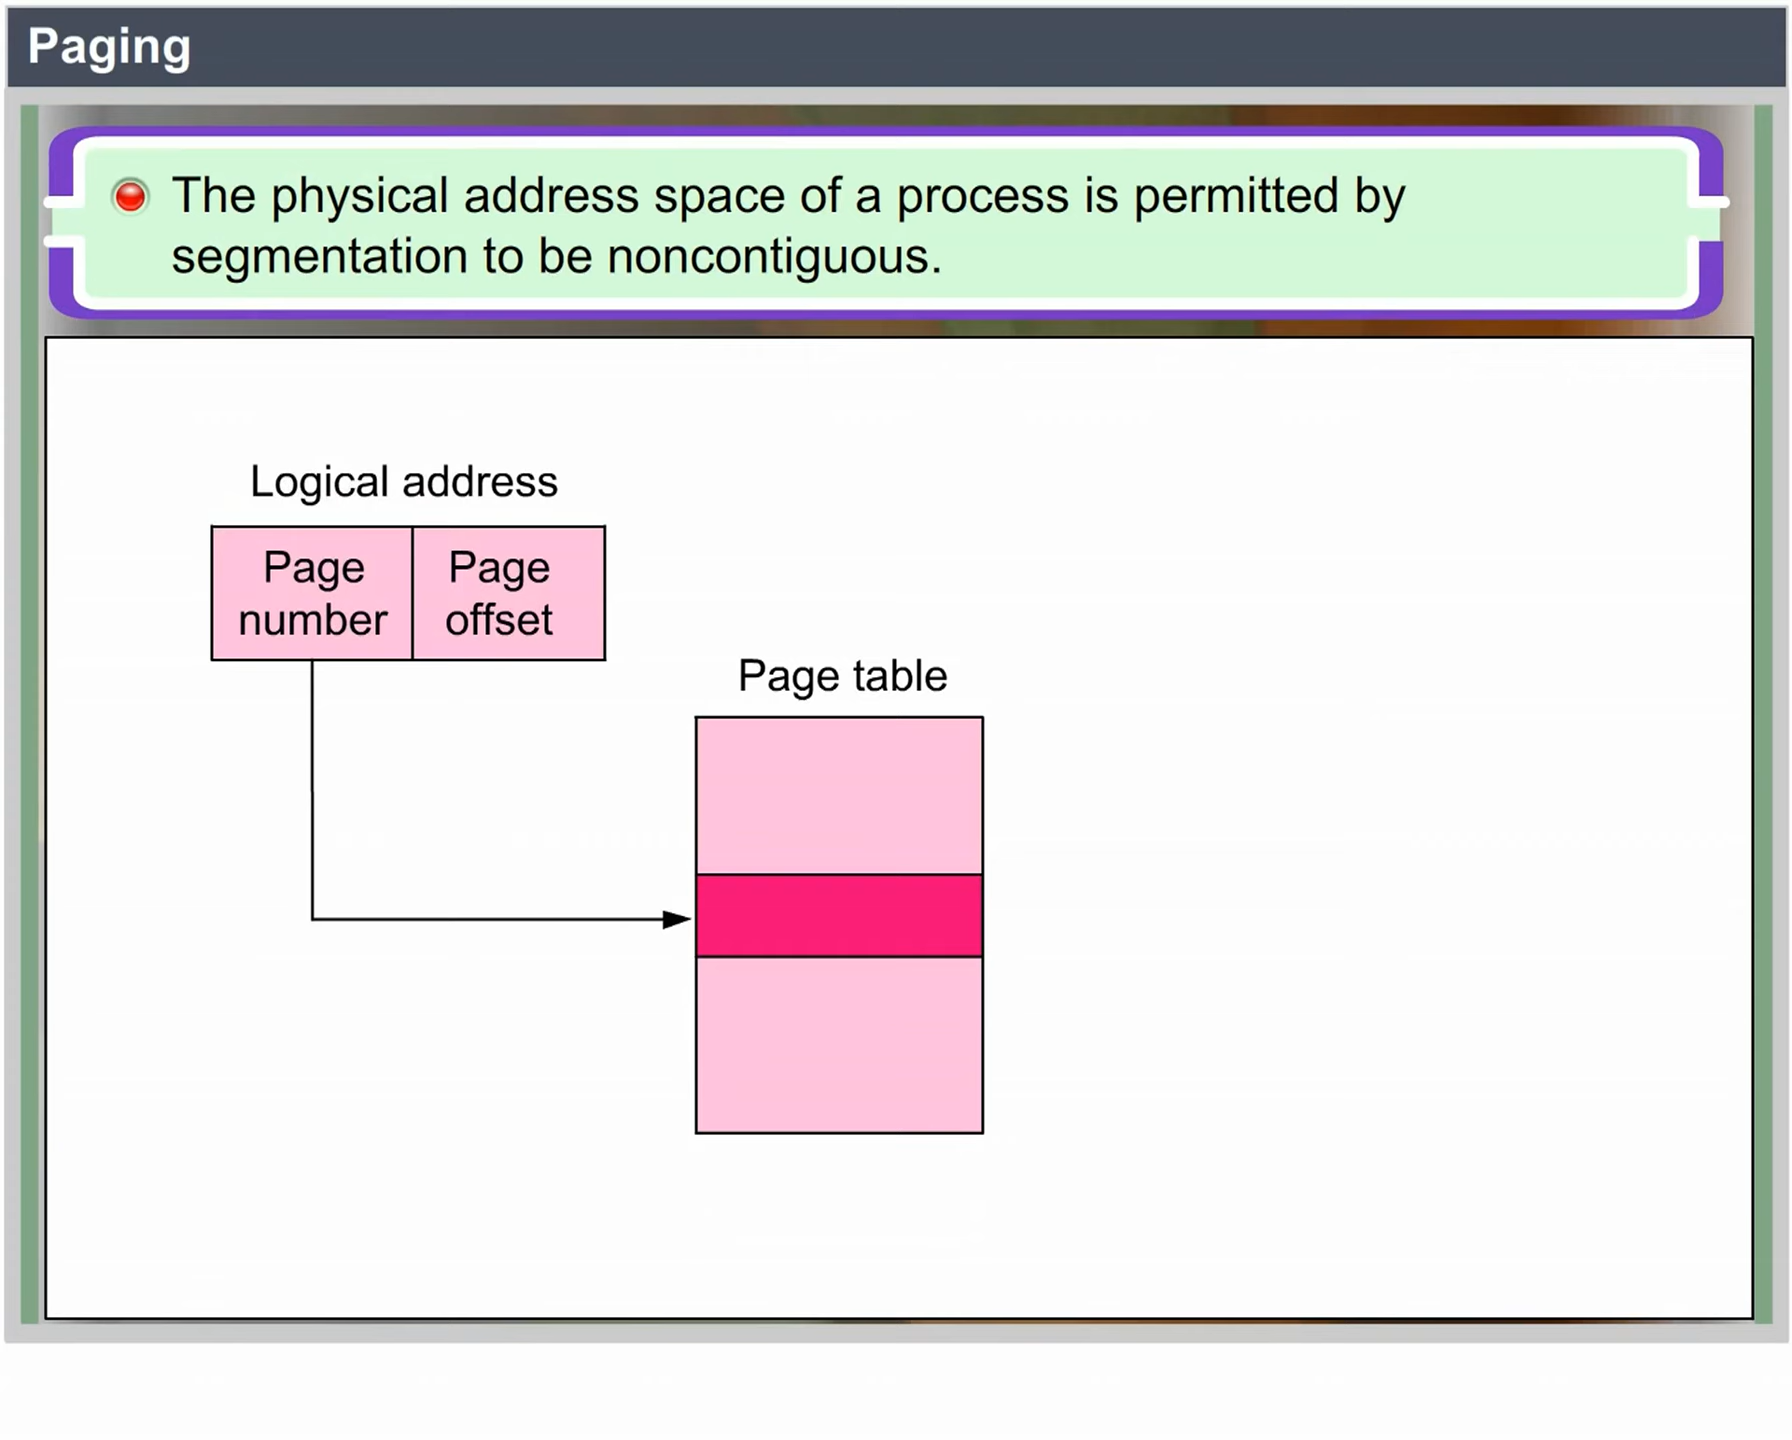 Paging
The physical address space of a process is permitted by
segmentation to be noncontiguous.
Logical address
Page
number
Page
offset
Page table